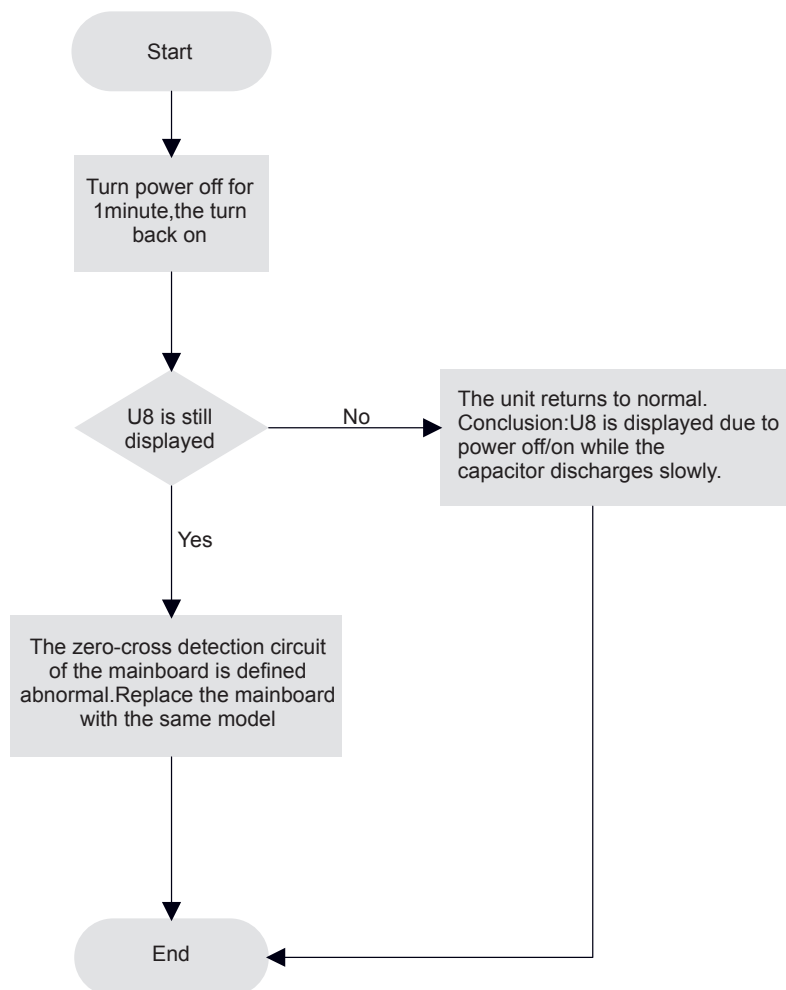 Start
Turn power off for
1minute,the turn
back on
U8 is still
displayed
No
The unit returns to normal.
Conclusion:U8 is displayed due to
power off/on while the
capacitor discharges slowly.
Yes
The zero-cross detection circuit
of the mainboard is defined
abnormal.Replace the mainboard
with the same model
End